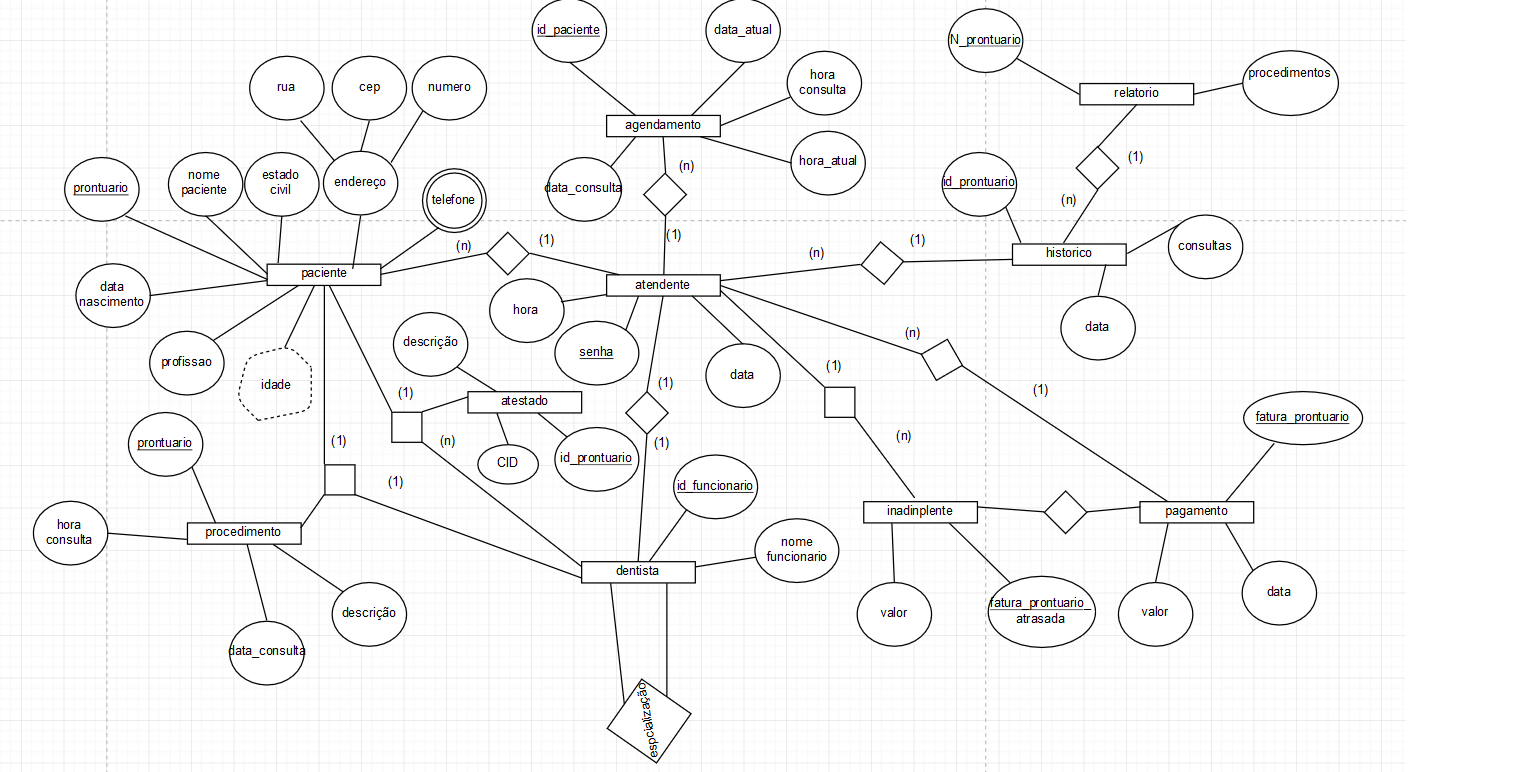 id_paciente
data_atual
N_prontuario
hora
consulta
procedimentos
relatorio
rua
cep
numero
agendamento
hora_atual
(1)
(n)
prontuario
nome
paciente
estado
civil
endereço
telefone
data_consulta
id_prontuario
(n)
(1)
(n)
(1)
(n)
(1)
consultas
historico
paciente
atendente
data
nascimento
hora
senha
data
data
descrição
profissao
idade
(n)
(1)
(1)
(1)
(1)
atestado
fatura_prontuario
prontuario
(1)
(n)
(1)
(n)
CID
id_prontuario
(1)
id_funcionario
inadinplente
pagamento
hora
consulta
procedimento
nome
funcionario
dentista
descrição
valor
fatura_prontuario_
atrasada
valor
data
data_consulta
espcialização